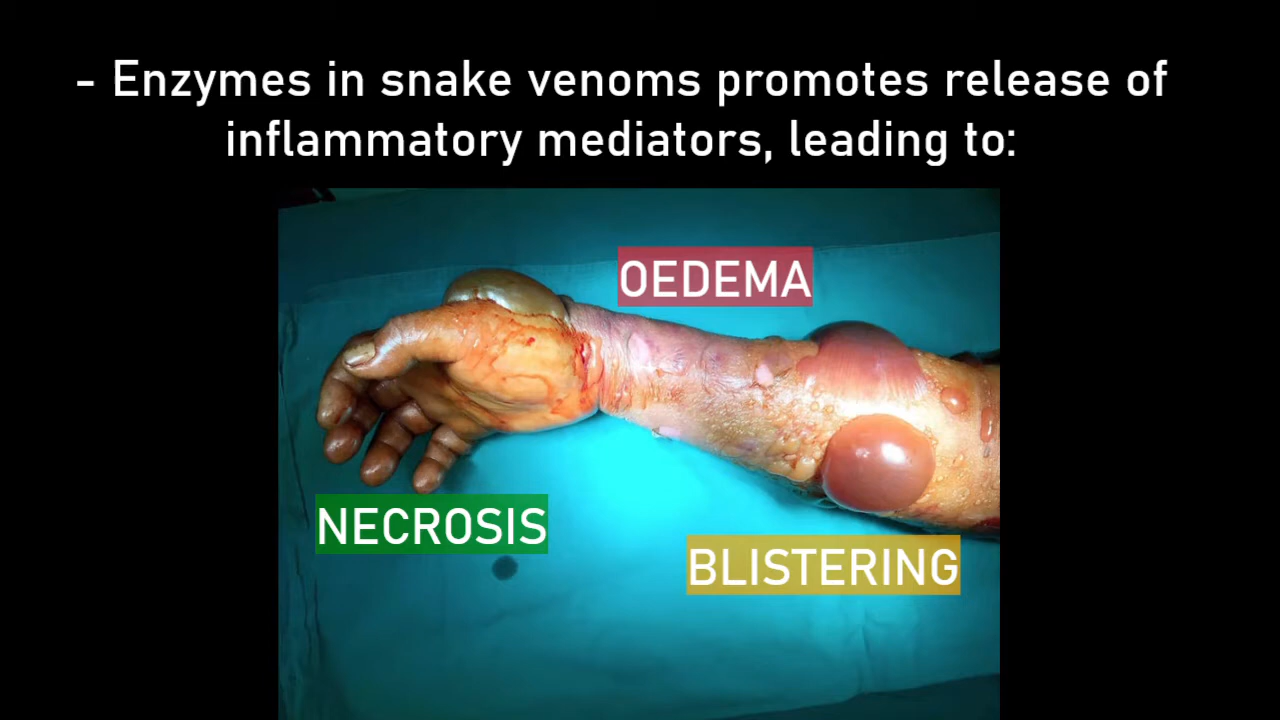 - Enzymes in snake venoms promotes release of
inflammatory mediators, leading to:
OEDEMA
NECROSIS
BLISTERING